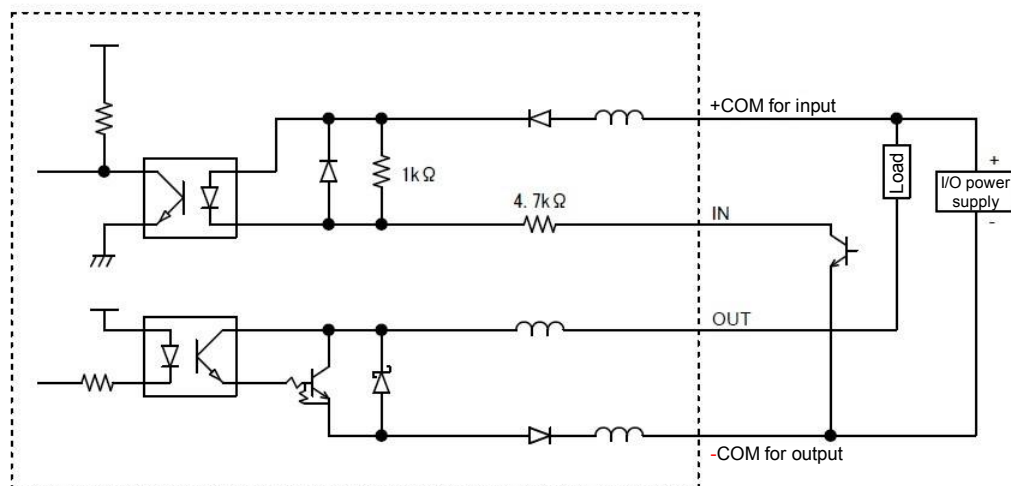 +COM for input
1kΩ
Load
+
I/O power
supply
-
4.7kΩ
IN
OUT
-COM for output